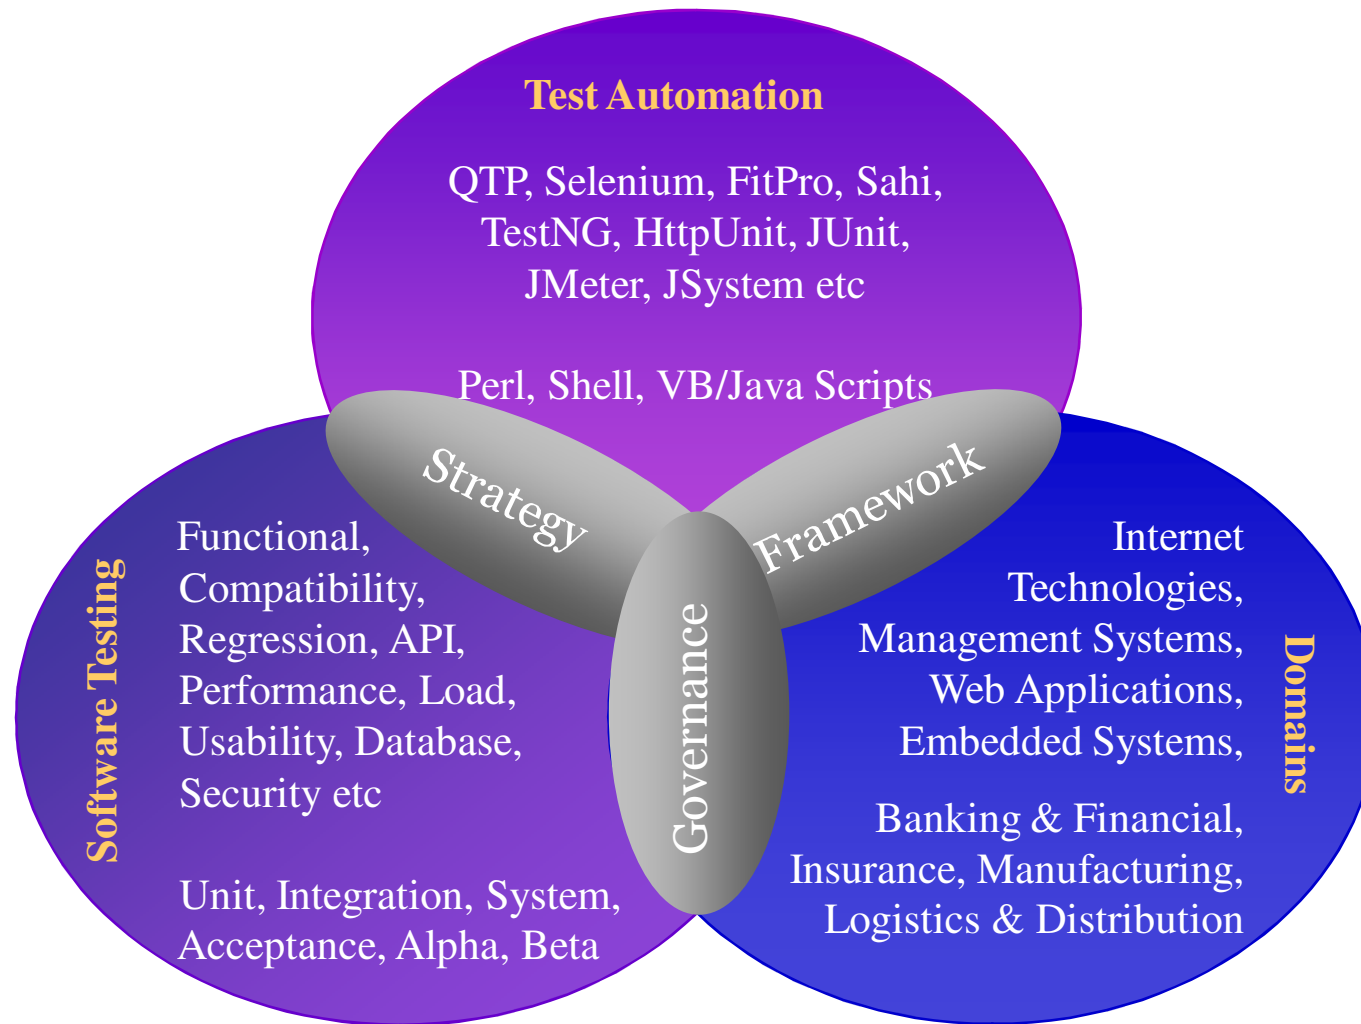 Test Automation
QTP, Selenium, FitPro, Sahi,
TestNG, HttpUnit, JUnit,
JMeter, JSystem etc
Perl, Shell, VB/Java Scripts
Strategy
Framework
Governance
Software Testing
Functional,
Compatibility,
Regression, API,
Performance, Load,
Usability, Database,
Security etc
Unit, Integration, System,
Acceptance, Alpha, Beta
Domains
Internet
Technologies,
Management Systems,
Web Applications,
Embedded Systems,
Banking & Financial,
Insurance, Manufacturing,
Logistics & Distribution